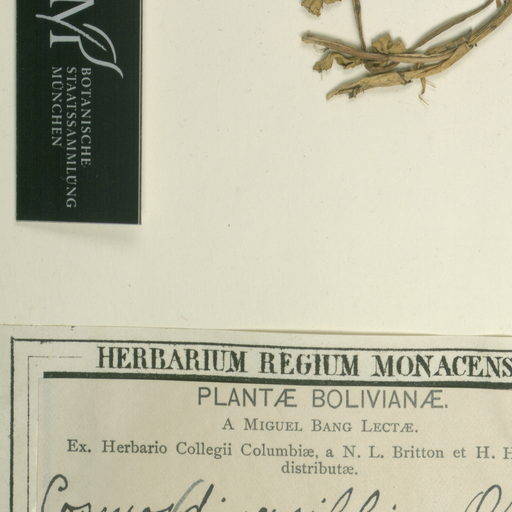 M
BOTANISCHE
STAATSSAMMLUNG
MÜNCHEN
HERBARIUM REGIUM MONACENS
PLANTÆ BOLIVIANÆ.
A MIGUEL BANG LECTÆ.
Ex. Herbario Collegii Columbiæ, a N. L. Britton et H. H
distributæ.